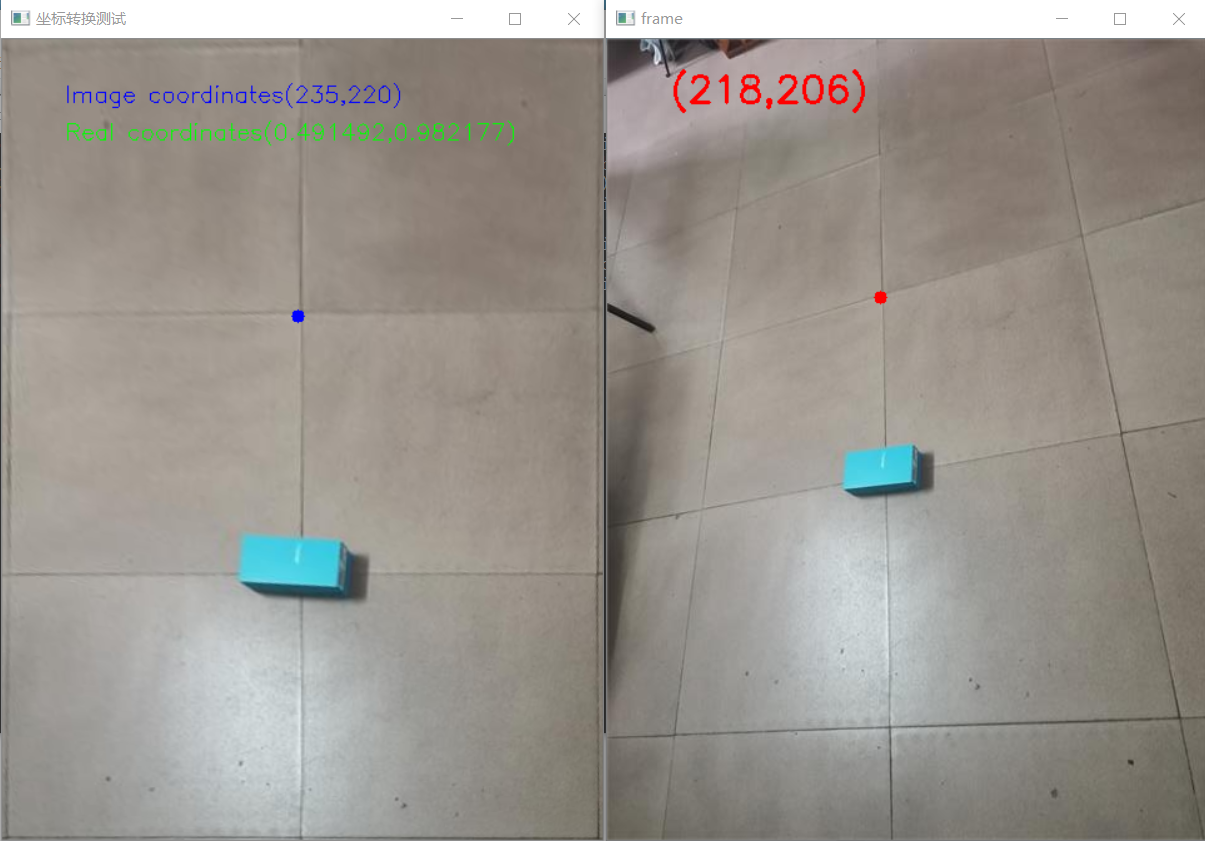 坐标转换测试
Image coordinates(235,220)
Real coordinates(0.491492,0.982177)
frame
(218,206)